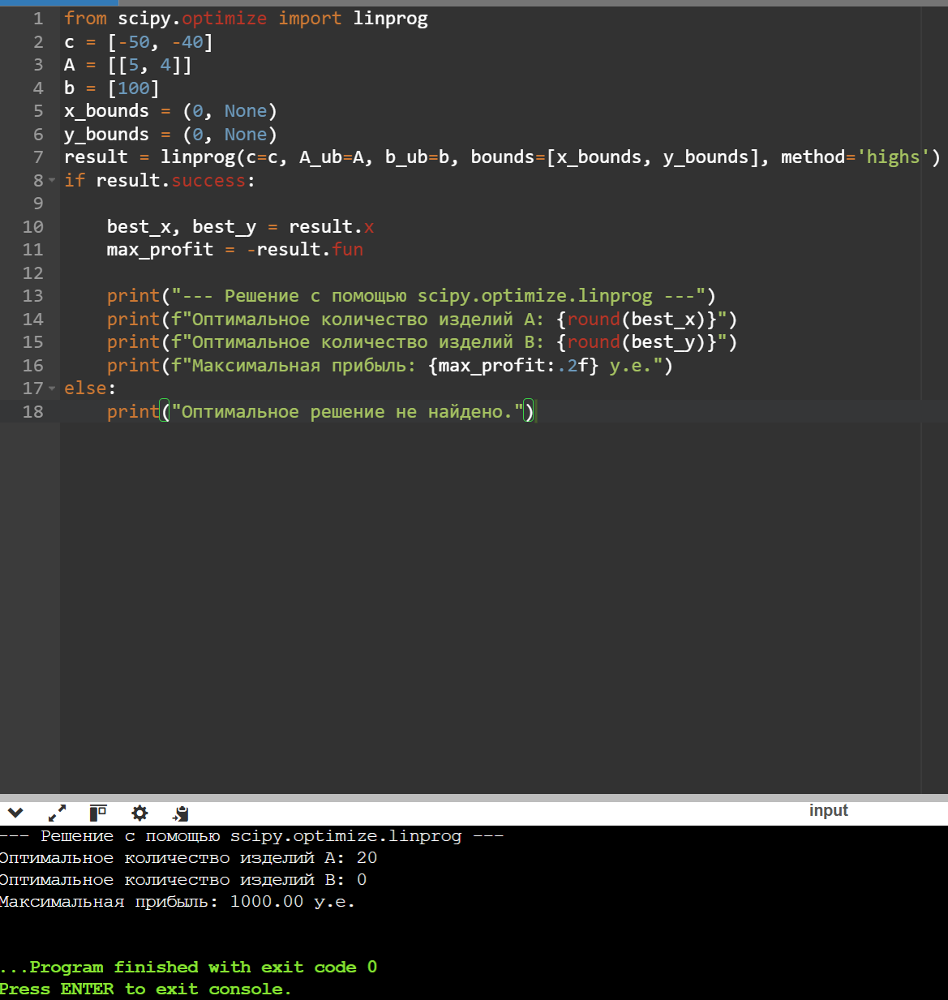 1 from scipy.optimize import linprog
2 c = [-50, -40]
3 A = [[5, 4]]
4 b = [100]
5 x_bounds = (0, None)
6 y_bounds = (0, None)
7 result = linprog(c=c, A_ub=A, b_ub=b, bounds=[x_bounds, y_bounds], method='highs')
8 if result.success:
9
10     best_x, best_y = result.x
11     max_profit = -result.fun
12
13     print("--- Решение с помощью scipy.optimize.linprog ---")
14     print(f"Оптимальное количество изделий A: {round(best_x)}")
15     print(f"Оптимальное количество изделий B: {round(best_y)}")
16     print(f"Максимальная прибыль: {max_profit:.2f} у.е.")
17 else:
18     print("Оптимальное решение не найдено.")
input
--- Решение с помощью scipy.optimize.linprog ---
Оптимальное количество изделий A: 20
Оптимальное количество изделий B: 0
Максимальная прибыль: 1000.00 у.е.
...Program finished with exit code 0
Press ENTER to exit console.